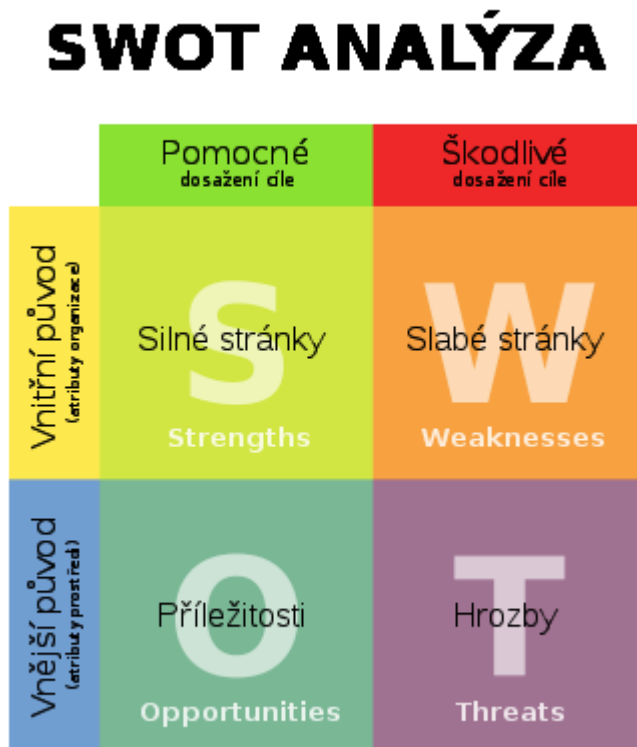 SWOT ANALÝZA
Pomocné
dosažení cíle
Škodlivé
dosažení cíle
Vnitřní původ
(atributy organizace)
S
Silné stránky
Strengths
W
Slabé stránky
Weaknesses
Vnější původ
(atributy prostředí)
O
Příležitosti
Opportunities
T
Hrozby
Threats